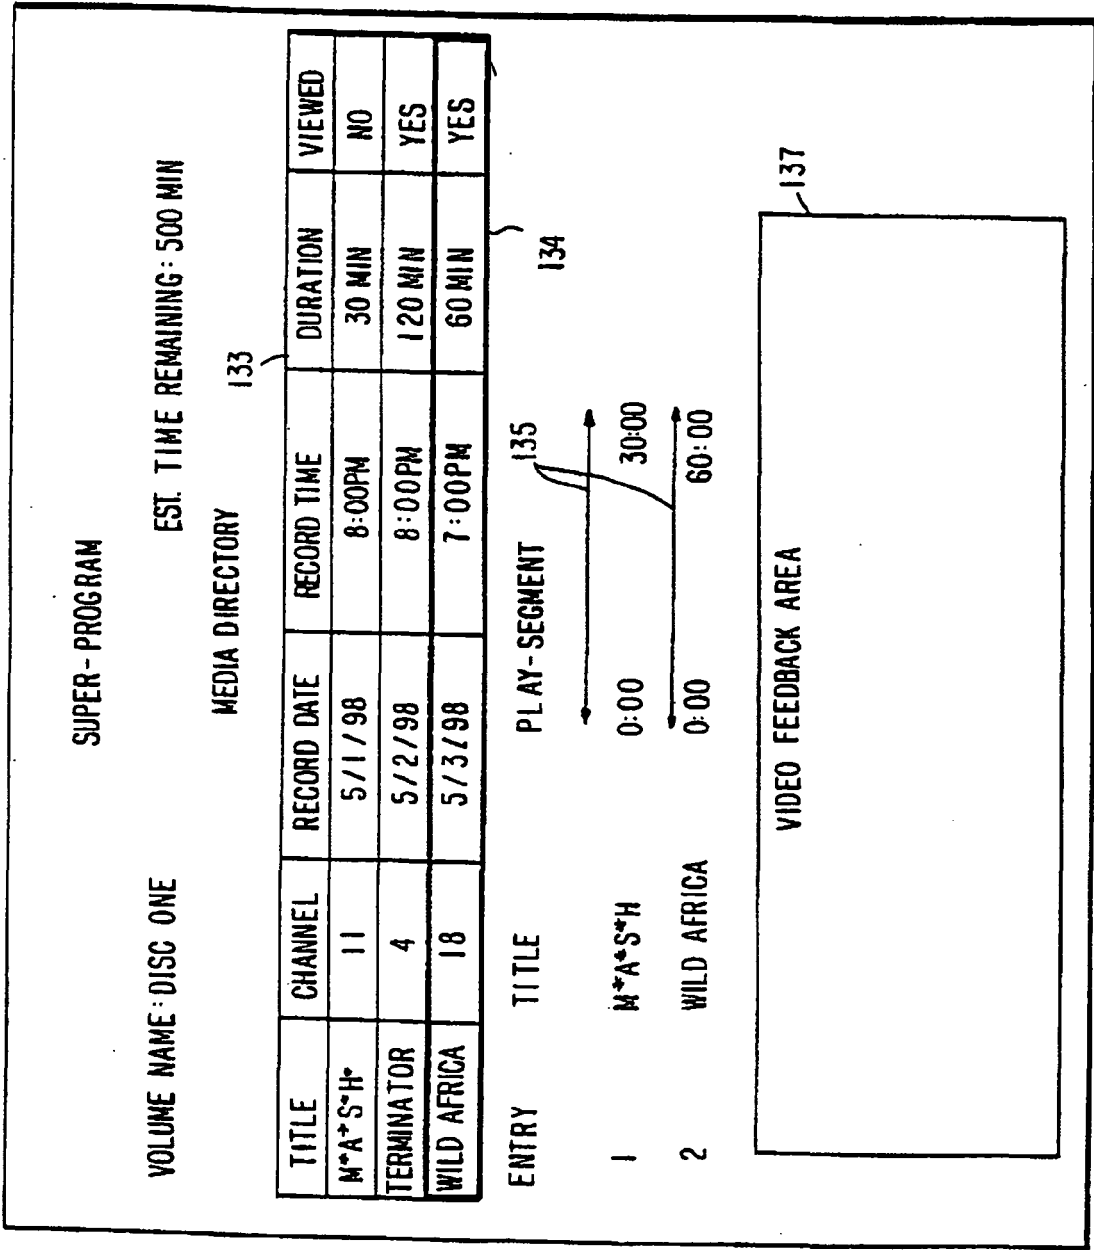 SUPER-PROGRAM
VOLUME NAME: DISC ONE EST. TIME REMAINING: 500 MIN
MEDIA DIRECTORY
133
TITLE CHANNEL RECORD DATE RECORD TIME DURATION VIEWED
M*A*S*H* 11 5/1/98 8:00PM 30 MIN NO
TERMINATOR 4 5/2/98 8:00PM 120 MIN YES
WILD AFRICA 18 5/3/98 7:00PM 60 MIN YES
134
135
ENTRY TITLE PLAY-SEGMENT
1 M*A*S*H 0:00 30:00
2 WILD AFRICA 0:00 60:00
137
VIDEO FEEDBACK AREA